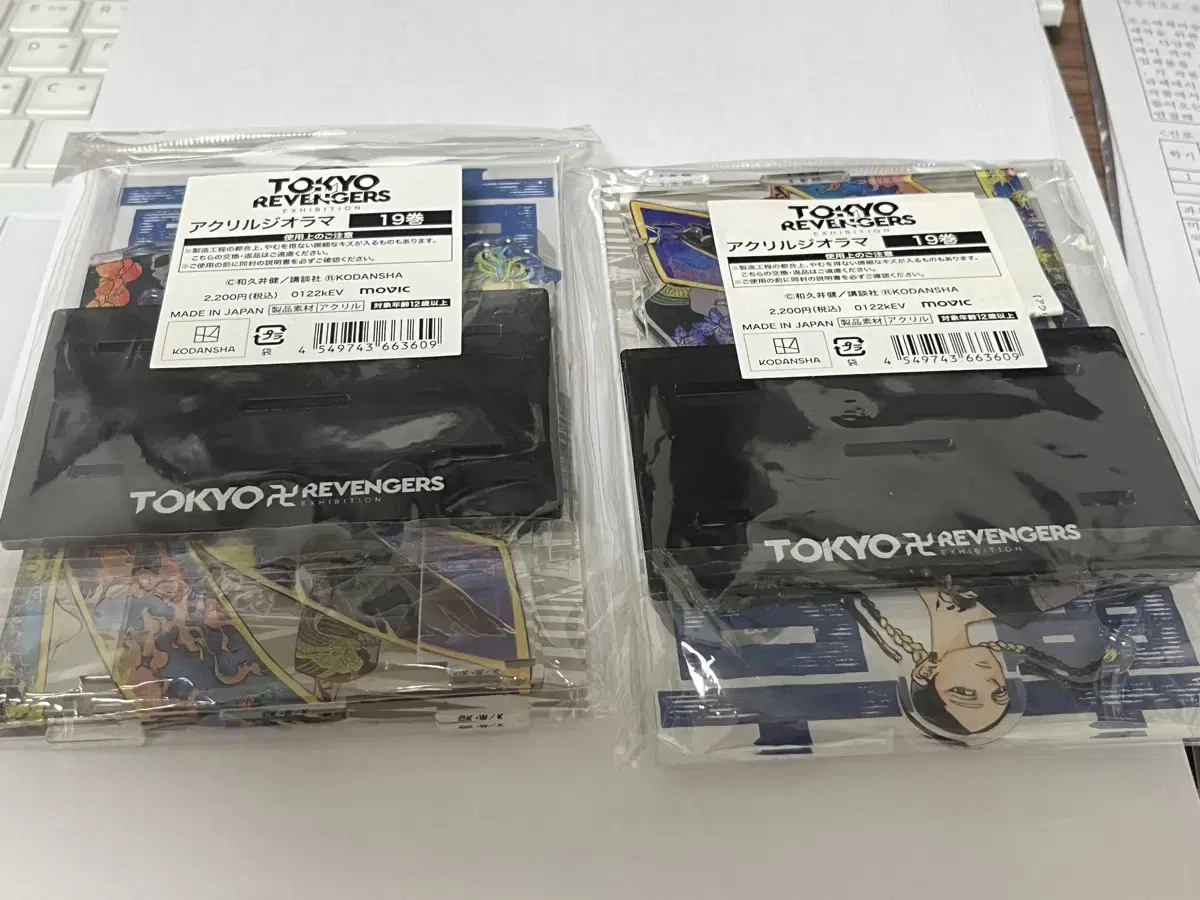 TOKYO
REVENGERS
EXHIBITION
アクリルジオラマ 19巻
使用上のご注意
※製造工程の都合上、やむを得ない微細なキズが入るものもあります。
こちらの交換・返品はご遠慮ください。
※ご使用の前に同封の説明書を必ずご確認ください。
©和久井健/講談社 ⓇKODANSHA
2,200円(税込) 0122kEV movic
MADE IN JAPAN 製品素材 アクリル 対象年齢12歳以上
KODANSHA
プラ
袋
4 549743 663609
TOKYO卍REVENGERS
EXHIBITION
TOKYO
REVENGERS
EXHIBITION
アクリルジオラマ 19巻
使用上のご注意
※製造工程の都合上、やむを得ない微細なキズが入るものもあります。
こちらの交換・返品はご遠慮ください。
※ご使用の前に同封の説明書を必ずご確認ください。
©和久井健/講談社 ⓇKODANSHA
2,200円(税込) 0122kEV movic
MADE IN JAPAN 製品素材 アクリル 対象年齢12歳以上
KODANSHA
プラ
袋
4 549743 663609
TOKYO卍REVENGERS
EXHIBITION